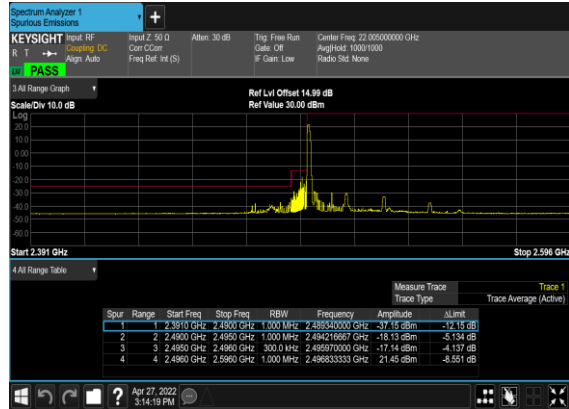 Spectrum Analyzer 1
Spurious Emissions
KEYSIGHT Input: RF Input Z: 50 Ω Atten: 30 dB Trig: Free Run Center Freq: 22.005000000 GHz
R T Coupling: DC Corr CCorr Gate: Off Avg|Hold: 1000/1000
Align: Auto Freq Ref: Int (S) IF Gain: Low Radio Std: None
PASS
3 All Range Graph
Ref Lvl Offset 14.99 dB
Scale/Div 10.0 dB Ref Value 30.00 dBm
Log
20.0
10.0
0.00
-10.0
-20.0
-30.0
-40.0
-50.0
-60.0
Start 2.391 GHz Stop 2.596 GHz
4 All Range Table
Measure Trace Trace 1
Trace Type Trace Average (Active)
Spur Range Start Freq Stop Freq RBW Frequency Amplitude ΔLimit
1 1 2.3910 GHz 2.4900 GHz 1.000 MHz 2.489340000 GHz -37.15 dBm -12.15 dB
2 2 2.4900 GHz 2.4950 GHz 1.000 MHz 2.494216667 GHz -18.13 dBm -5.134 dB
3 3 2.4950 GHz 2.4960 GHz 300.0 kHz 2.495970000 GHz -17.14 dBm -4.137 dB
4 4 2.4960 GHz 2.5960 GHz 1.000 MHz 2.496833333 GHz 21.45 dBm -8.551 dB
? Apr 27, 2022
3:14:19 PM